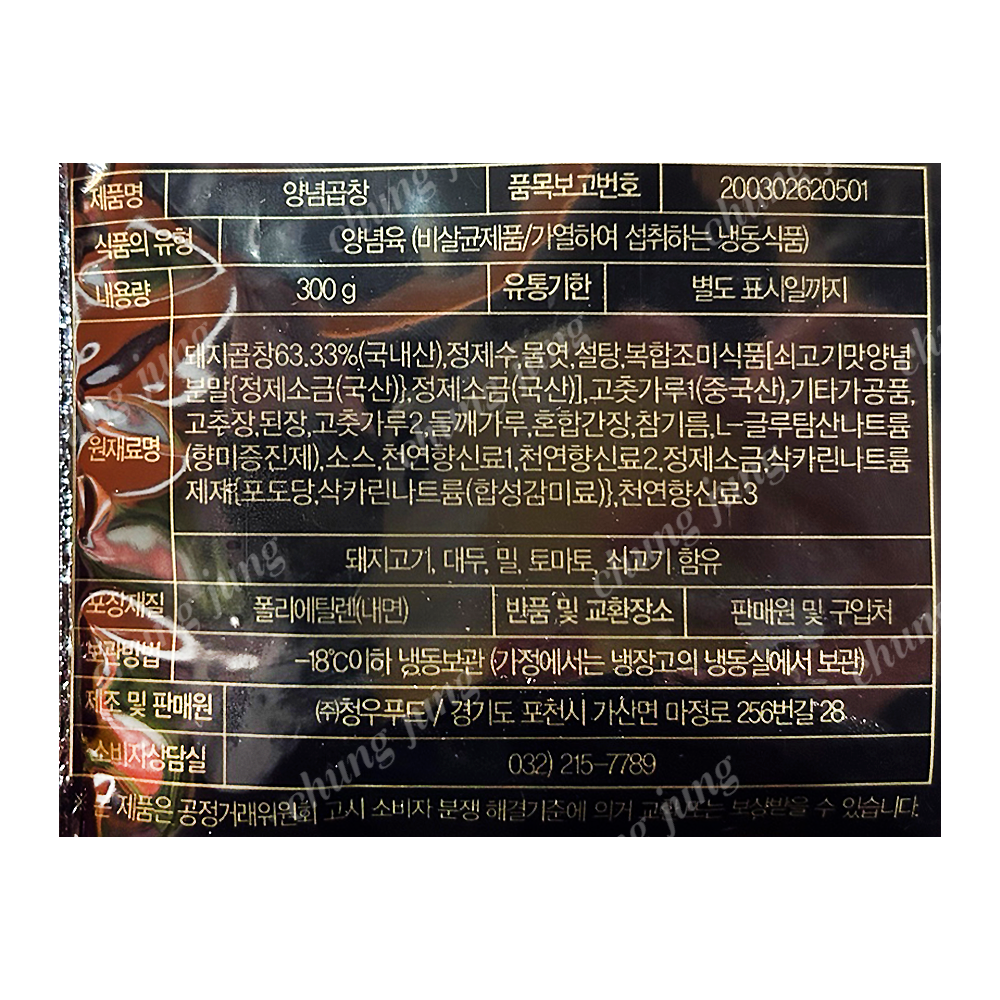 제품명 양념곱창 품목보고번호 200302620501
식품의 유형 양념육 (비살균제품/가열하여 섭취하는 냉동식품)
내용량 300 g 유통기한 별도 표시일까지
원재료명
돼지곱창63.33%(국내산),정제수,물엿,설탕,복합조미식품[쇠고기맛양념
분말{정제소금(국산)},정제소금(국산)],고춧가루1(중국산),기타가공품,
고추장,된장,고춧가루2,들깨가루,혼합간장,참기름,L-글루탐산나트륨
(향미증진제),소스,천연향신료1,천연향신료2,정제소금,삭카린나트륨
제제{포도당,삭카린나트륨(합성감미료)},천연향신료3
돼지고기, 대두, 밀, 토마토, 쇠고기 함유
포장재질 폴리에틸렌(내면) 반품 및 교환장소 판매원 및 구입처
보관방법 -18℃이하 냉동보관 (가정에서는 냉장고의 냉동실에서 보관)
제조 및 판매원 ㈜청우푸드 / 경기도 포천시 가산면 마정로 256번길 28
소비자상담실 032) 215-7789
※ 본 제품은 공정거래위원회 고시 소비자 분쟁 해결기준에 의거 교환 또는 보상받을 수 있습니다.
chung jung